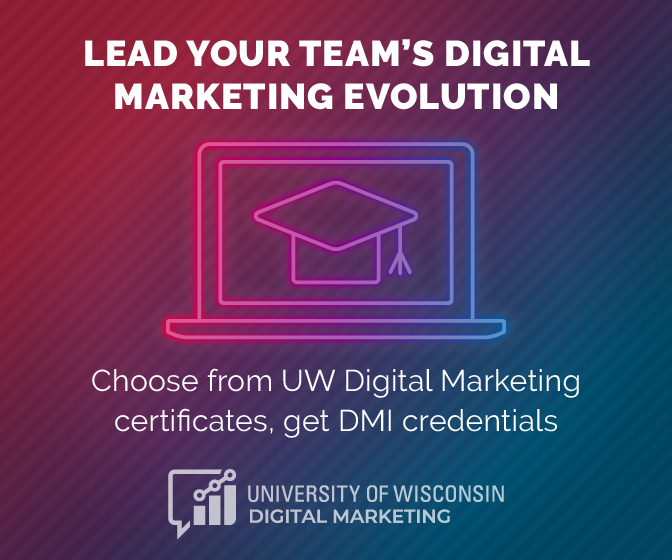 LEAD YOUR TEAM’S DIGITAL
MARKETING EVOLUTION
Choose from UW Digital Marketing
certificates, get DMI credentials
UNIVERSITY OF WISCONSIN
DIGITAL MARKETING